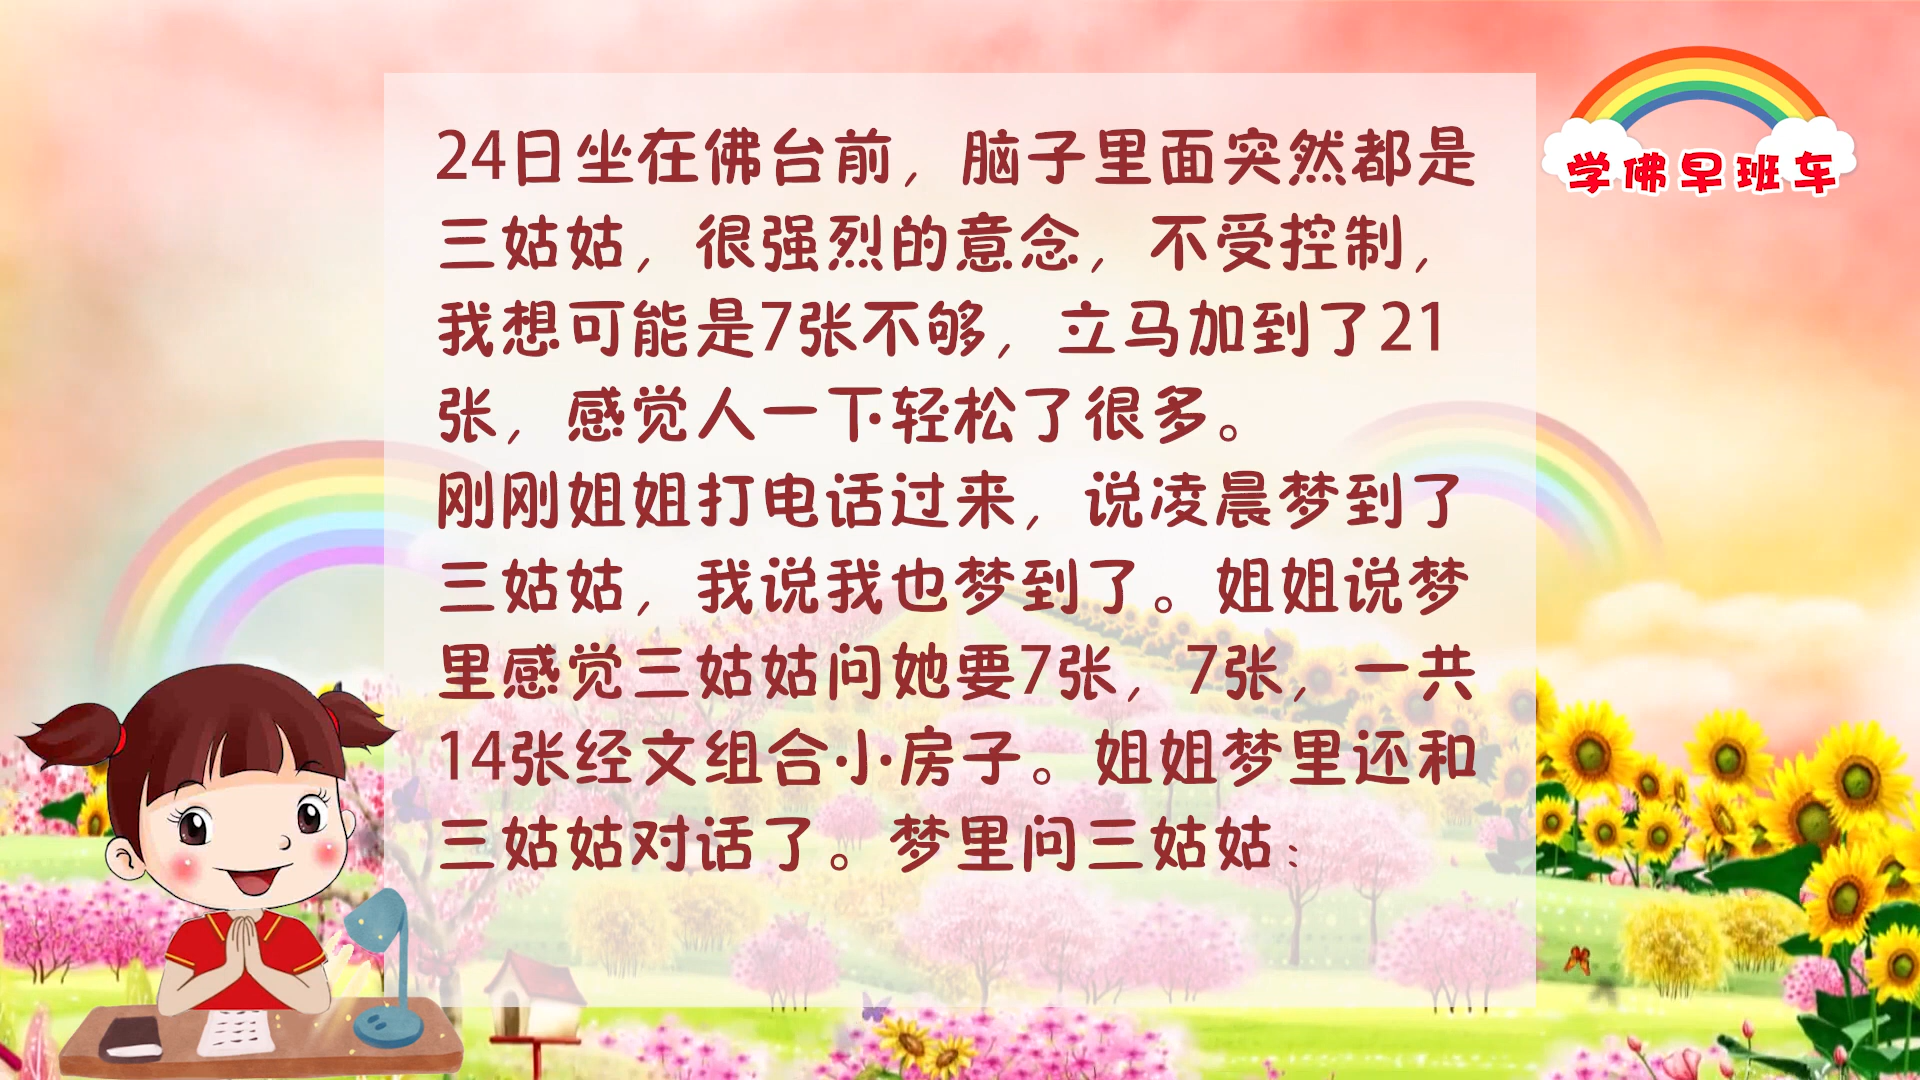 学佛早班车
24日坐在佛台前，脑子里面突然都是
三姑姑，很强烈的意念，不受控制，
我想可能是7张不够，立马加到了21
张，感觉人一下轻松了很多。
刚刚姐姐打电话过来，说凌晨梦到了
三姑姑，我说我也梦到了。姐姐说梦
里感觉三姑姑问她要7张，7张，一共
14张经文组合小房子。姐姐梦里还和
三姑姑对话了。梦里问三姑姑：